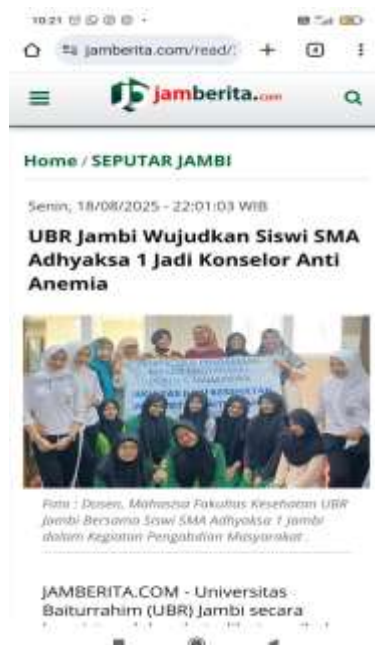 10.21
jamberita.com/read/
4
jamberita.com
Home / SEPUTAR JAMBI
Senin, 18/08/2025 - 22:01:03 WIB
UBR Jambi Wujudkan Siswi SMA
Adhyaksa 1 Jadi Konselor Anti
Anemia
Foto : Dosen, Mahasisa Fakultas Kesehatan UBR
Jambi Bersama Siswi SMA Adhyaksa 1 Jambi
dalam Kegiatan Pengabdian Masyarakat .
JAMBERITA.COM - Universitas
Baiturrahim (UBR) Jambi secara